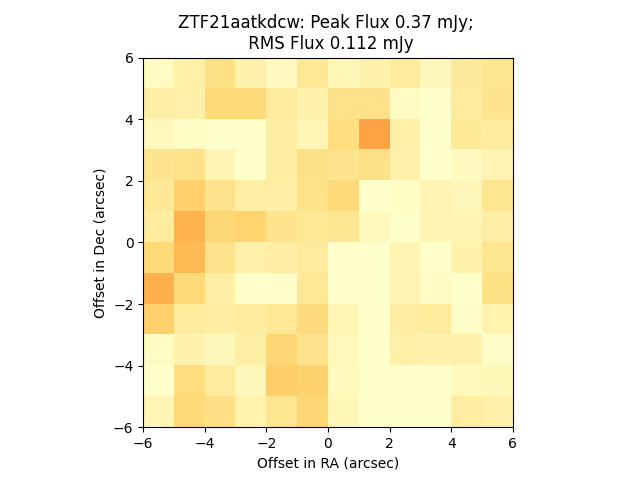 ZTF21aatkdcw: Peak Flux 0.37 mJy;
RMS Flux 0.112 mJy
6
4
2
0
−2
−4
−6
Offset in Dec (arcsec)
−6 −4 −2 0 2 4 6
Offset in RA (arcsec)